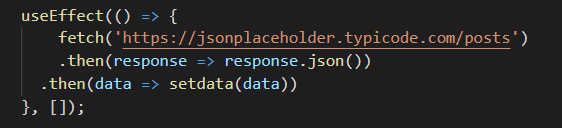 useEffect(() => {
fetch('https://jsonplaceholder.typicode.com/posts')
.then(response => response.json())
.then(data => setdata(data))
}, []);